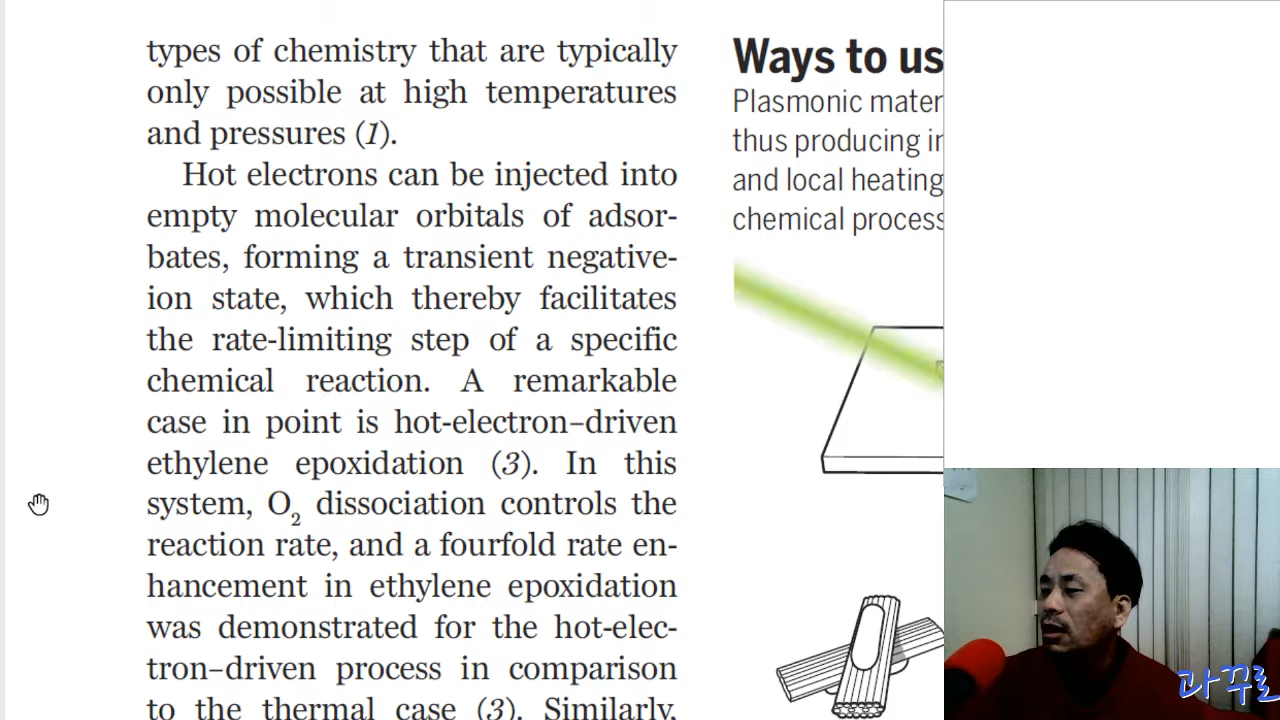 types of chemistry that are typically
only possible at high temperatures
and pressures (1).
Hot electrons can be injected into
empty molecular orbitals of adsor-
bates, forming a transient negative-
ion state, which thereby facilitates
the rate-limiting step of a specific
chemical reaction. A remarkable
case in point is hot-electron–driven
ethylene epoxidation (3). In this
system, O₂ dissociation controls the
reaction rate, and a fourfold rate en-
hancement in ethylene epoxidation
was demonstrated for the hot-elec-
tron–driven process in comparison
to the thermal case (3). Similarly,
Ways to us
Plasmonic mater
thus producing in
and local heating
chemical process
과꾸로